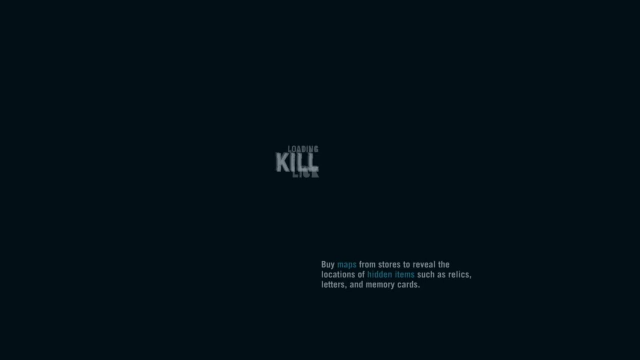 LOADING
KILL
Buy maps from stores to reveal the
locations of hidden items such as relics,
letters, and memory cards.